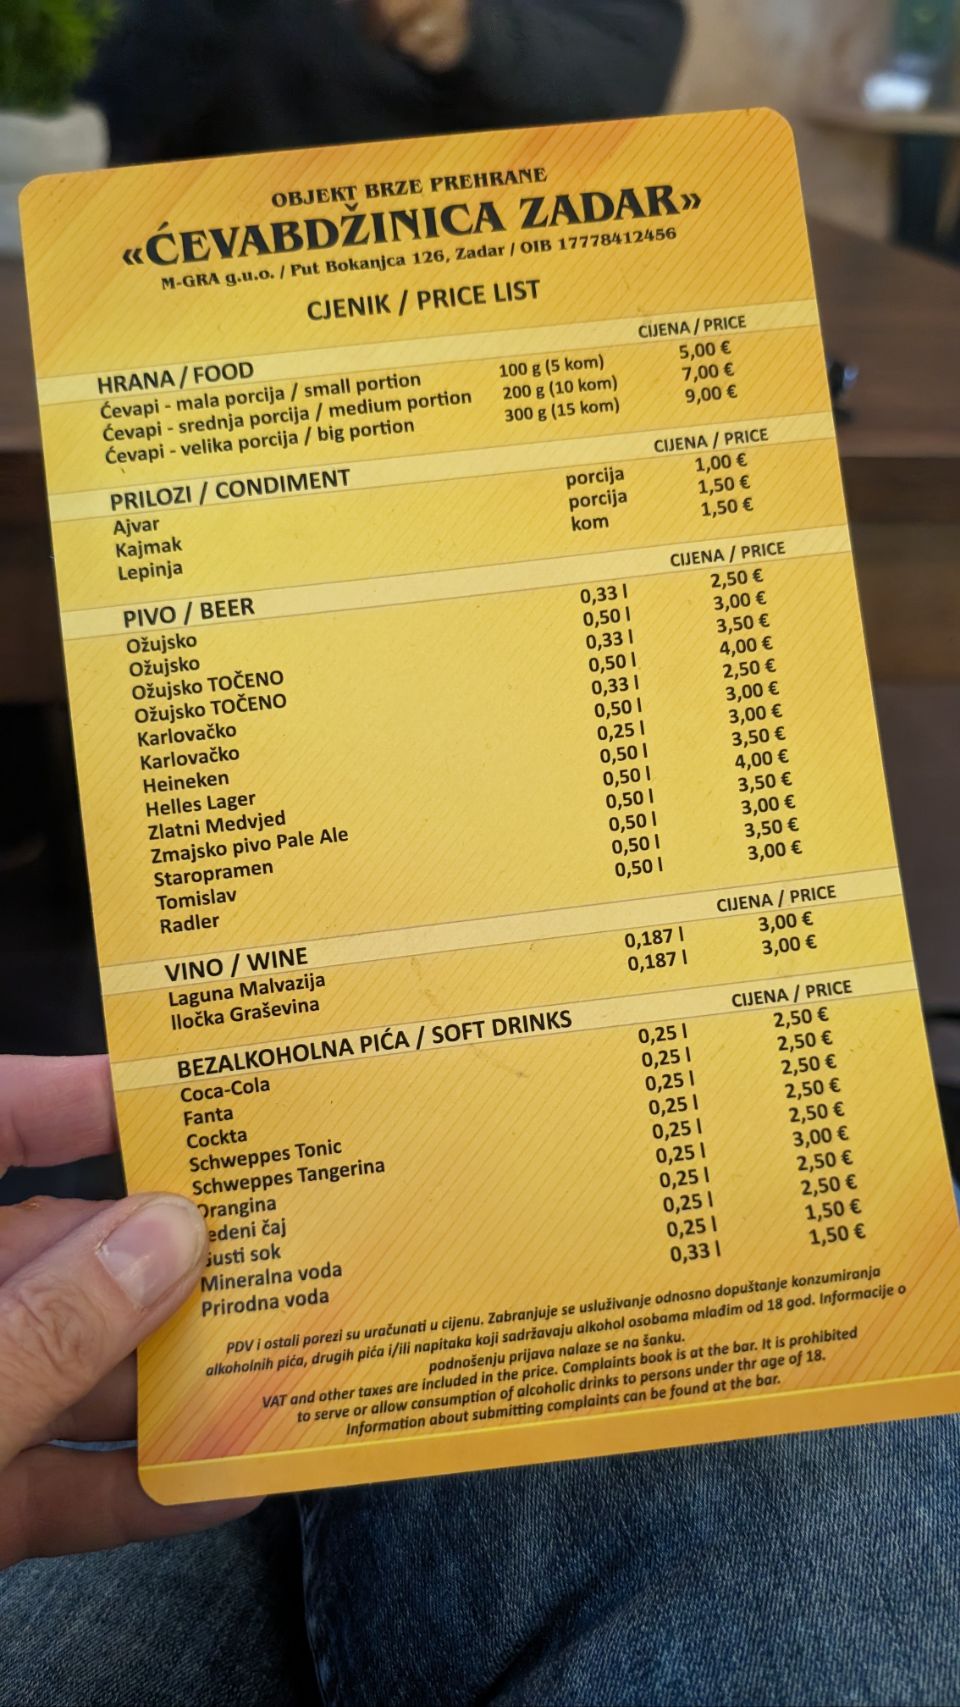 OBJEKT BRZE PREHRANE
«ĆEVABDŽINICA ZADAR»
M-GRA g.u.o. / Put Bokanjca 126, Zadar / OIB 17778412456
CJENIK / PRICE LIST
HRANA / FOOD CIJENA / PRICE
Ćevapi - mala porcija / small portion 100 g (5 kom) 5,00 €
Ćevapi - srednja porcija / medium portion 200 g (10 kom) 7,00 €
Ćevapi - velika porcija / big portion 300 g (15 kom) 9,00 €
PRILOZI / CONDIMENT CIJENA / PRICE
Ajvar porcija 1,00 €
Kajmak porcija 1,50 €
Lepinja kom 1,50 €
PIVO / BEER CIJENA / PRICE
Ožujsko 0,33 l 2,50 €
Ožujsko 0,50 l 3,00 €
Ožujsko TOČENO 0,33 l 3,50 €
Ožujsko TOČENO 0,50 l 4,00 €
Karlovačko 0,33 l 2,50 €
Karlovačko 0,50 l 3,00 €
Heineken 0,25 l 3,00 €
Helles Lager 0,50 l 3,50 €
Zlatni Medvjed 0,50 l 4,00 €
Zmajsko pivo Pale Ale 0,50 l 3,50 €
Staropramen 0,50 l 3,00 €
Tomislav 0,50 l 3,50 €
Radler 0,50 l 3,00 €
VINO / WINE CIJENA / PRICE
Laguna Malvazija 0,187 l 3,00 €
Iločka Graševina 0,187 l 3,00 €
BEZALKOHOLNA PIĆA / SOFT DRINKS CIJENA / PRICE
Coca-Cola 0,25 l 2,50 €
Fanta 0,25 l 2,50 €
Cockta 0,25 l 2,50 €
Schweppes Tonic 0,25 l 2,50 €
Schweppes Tangerina 0,25 l 2,50 €
Orangina 0,25 l 3,00 €
edeni čaj 0,25 l 2,50 €
Gusti sok 0,25 l 2,50 €
Mineralna voda 0,25 l 1,50 €
Prirodna voda 0,33 l 1,50 €
PDV i ostali porezi su uračunati u cijenu. Zabranjuje se usluživanje odnosno dopuštanje konzumiranja
alkoholnih pića, drugih pića i/ili napitaka koji sadržavaju alkohol osobama mlađim od 18 god. Informacije o
podnošenju prijava nalaze se na šanku.
VAT and other taxes are included in the price. Complaints book is at the bar. It is prohibited
to serve or allow consumption of alcoholic drinks to persons under thr age of 18.
Information about submitting complaints can be found at the bar.